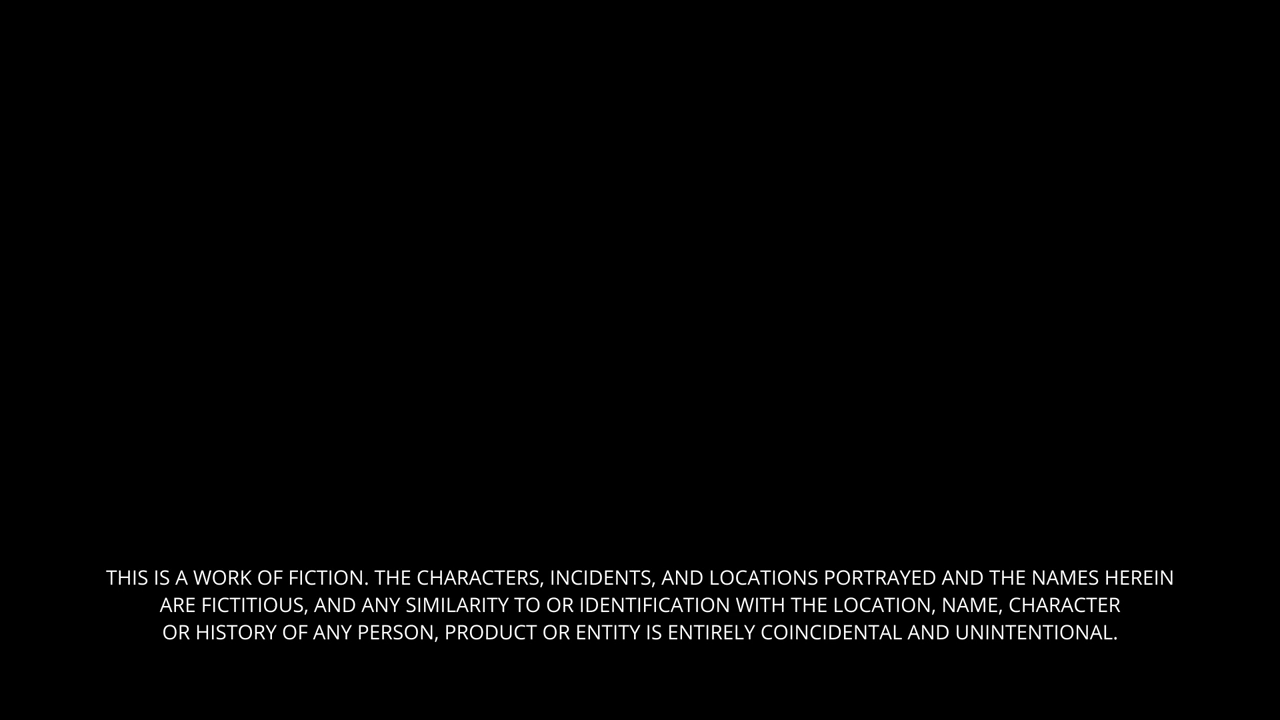 THIS IS A WORK OF FICTION. THE CHARACTERS, INCIDENTS, AND LOCATIONS PORTRAYED AND THE NAMES HEREIN
ARE FICTITIOUS, AND ANY SIMILARITY TO OR IDENTIFICATION WITH THE LOCATION, NAME, CHARACTER
OR HISTORY OF ANY PERSON, PRODUCT OR ENTITY IS ENTIRELY COINCIDENTAL AND UNINTENTIONAL.